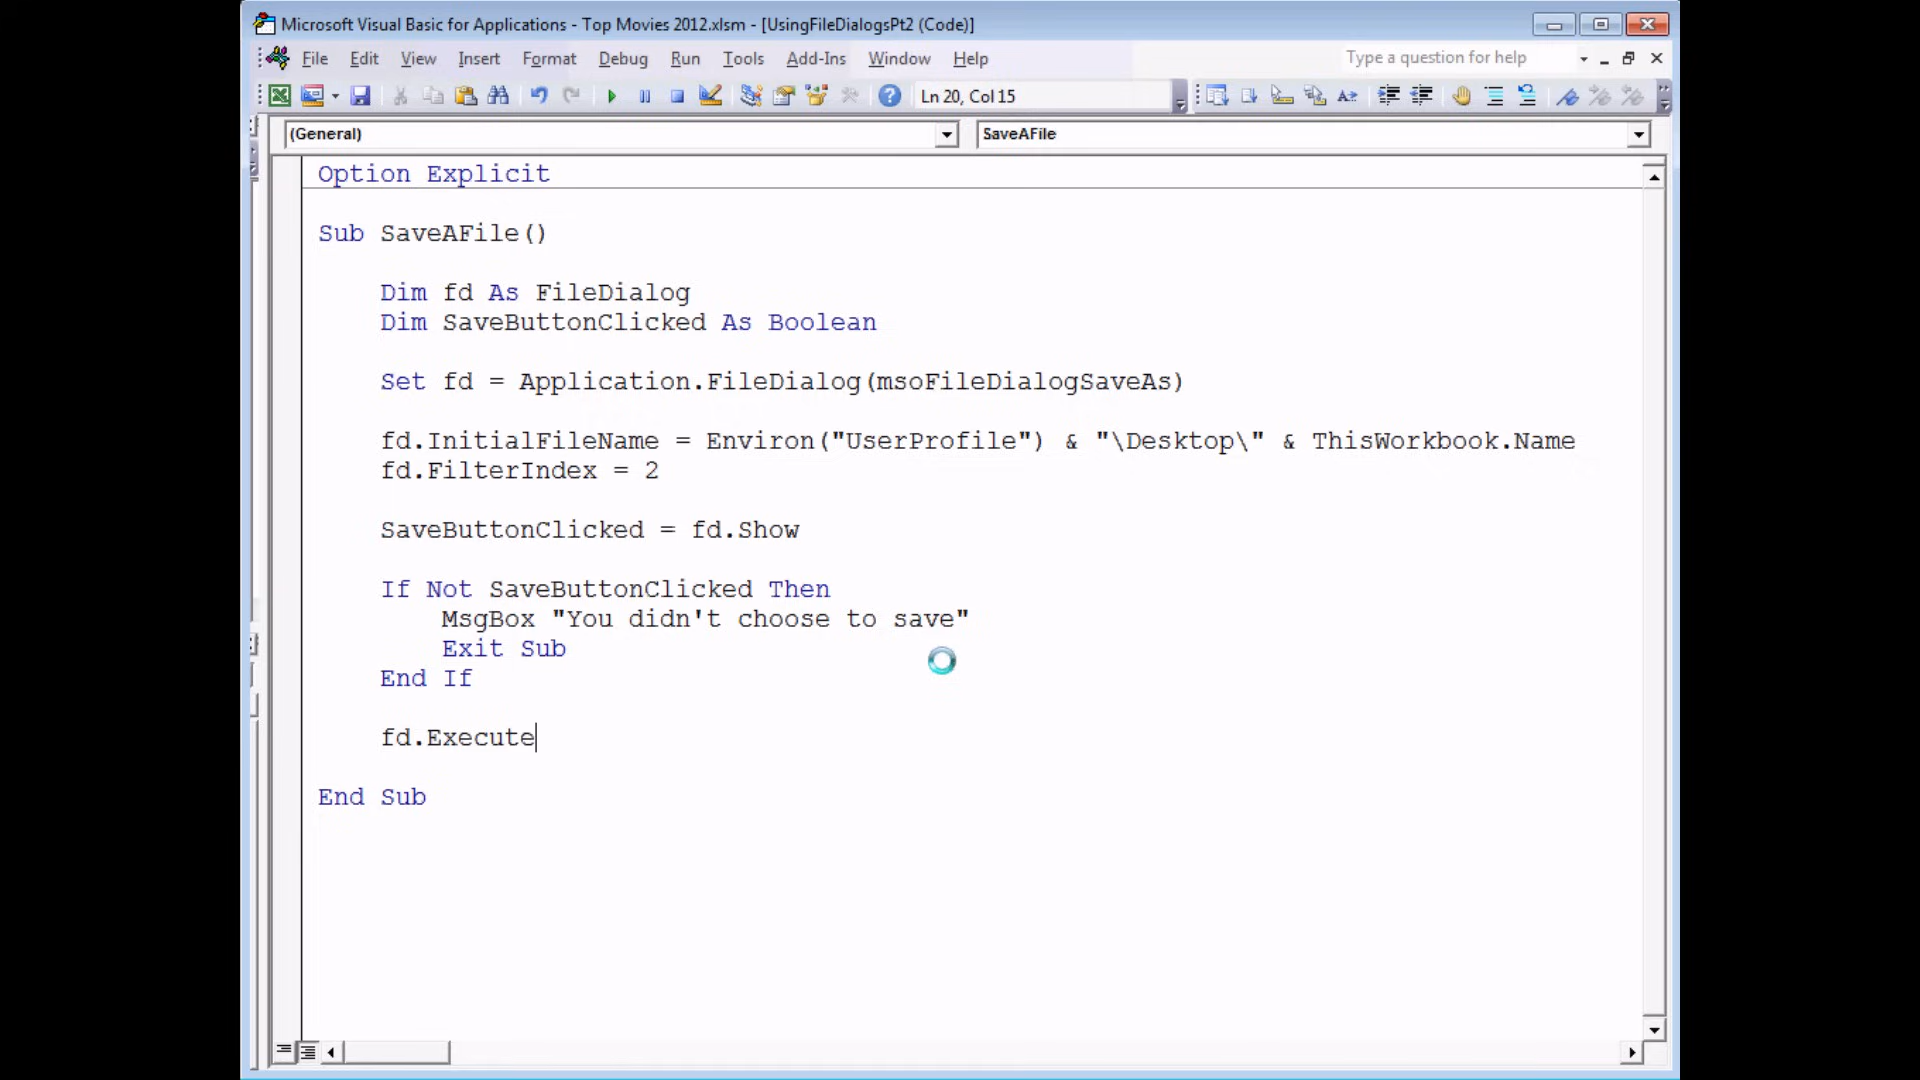 Microsoft Visual Basic for Applications - Top Movies 2012.xlsm - [UsingFileDialogsPt2 (Code)]
File Edit View Insert Format Debug Run Tools Add-Ins Window Help Type a question for help
Ln 20, Col 15
(General) SaveAFile
Option Explicit
Sub SaveAFile()
Dim fd As FileDialog
Dim SaveButtonClicked As Boolean
Set fd = Application.FileDialog(msoFileDialogSaveAs)
fd.InitialFileName = Environ("UserProfile") & "\Desktop\" & ThisWorkbook.Name
fd.FilterIndex = 2
SaveButtonClicked = fd.Show
If Not SaveButtonClicked Then
MsgBox "You didn't choose to save"
Exit Sub
End If
fd.Execute
End Sub